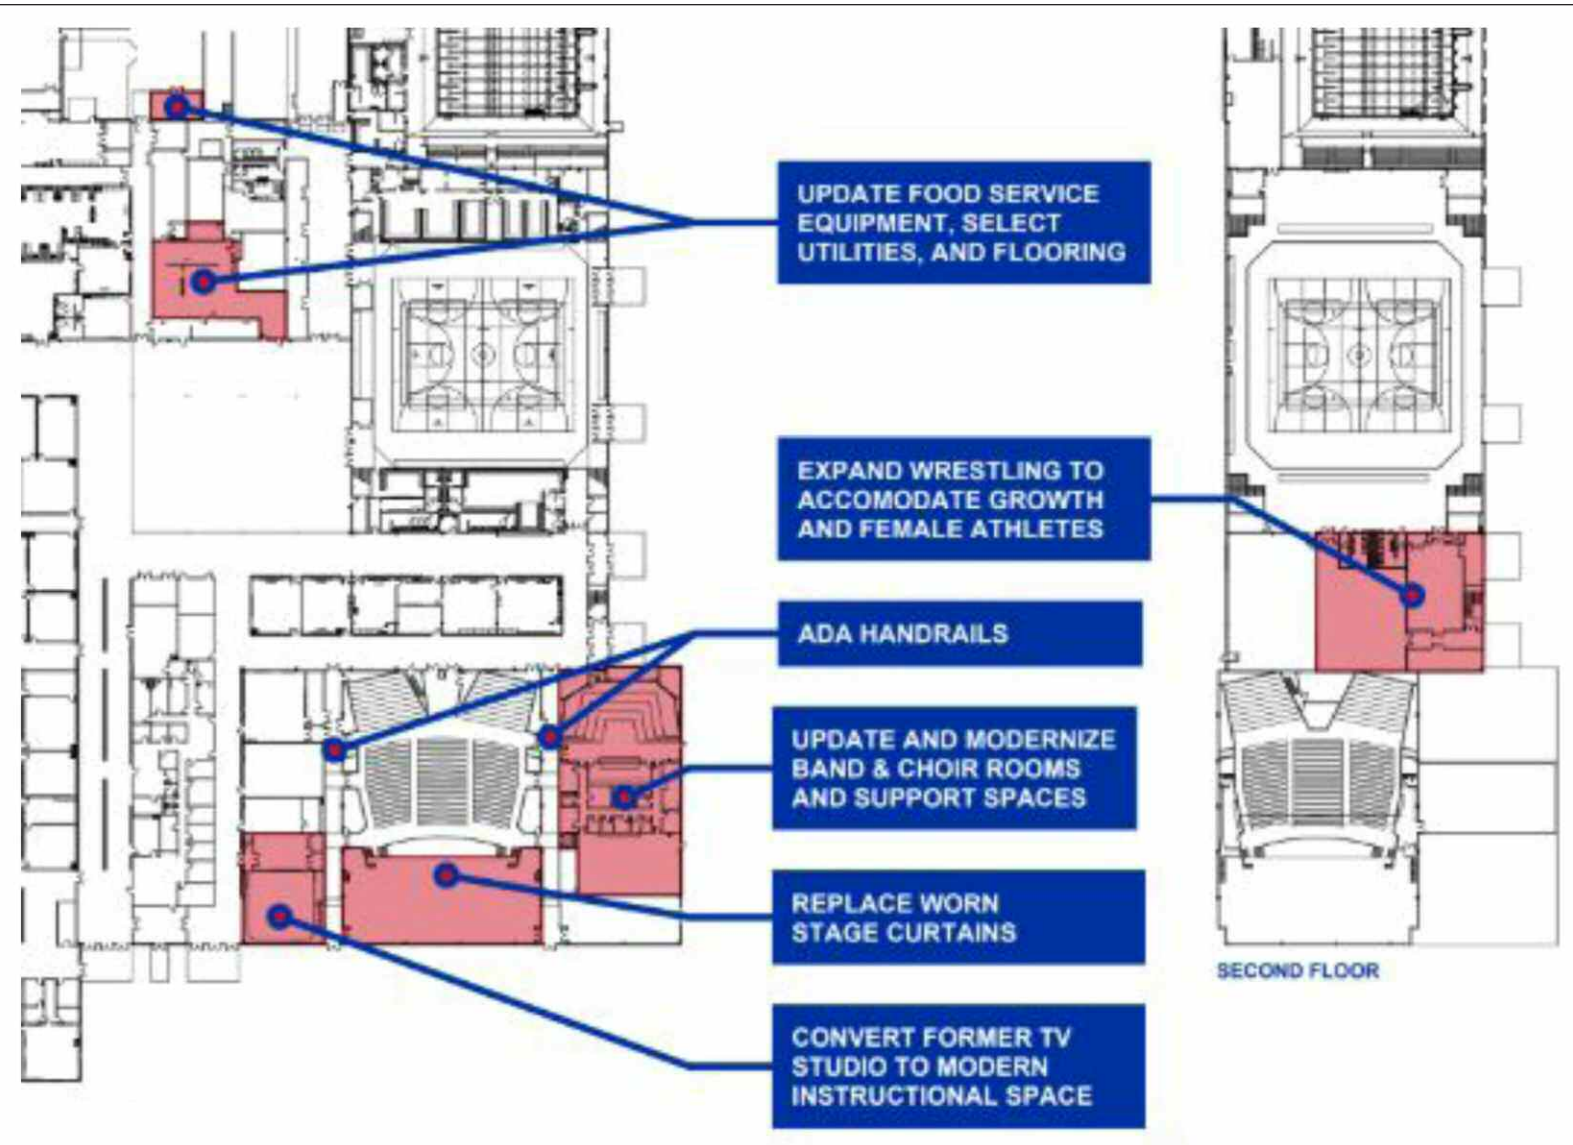 UPDATE FOOD SERVICE
EQUIPMENT, SELECT
UTILITIES, AND FLOORING
EXPAND WRESTLING TO
ACCOMODATE GROWTH
AND FEMALE ATHLETES
ADA HANDRAILS
UPDATE AND MODERNIZE
BAND & CHOIR ROOMS
AND SUPPORT SPACES
REPLACE WORN
STAGE CURTAINS
SECOND FLOOR
CONVERT FORMER TV
STUDIO TO MODERN
INSTRUCTIONAL SPACE